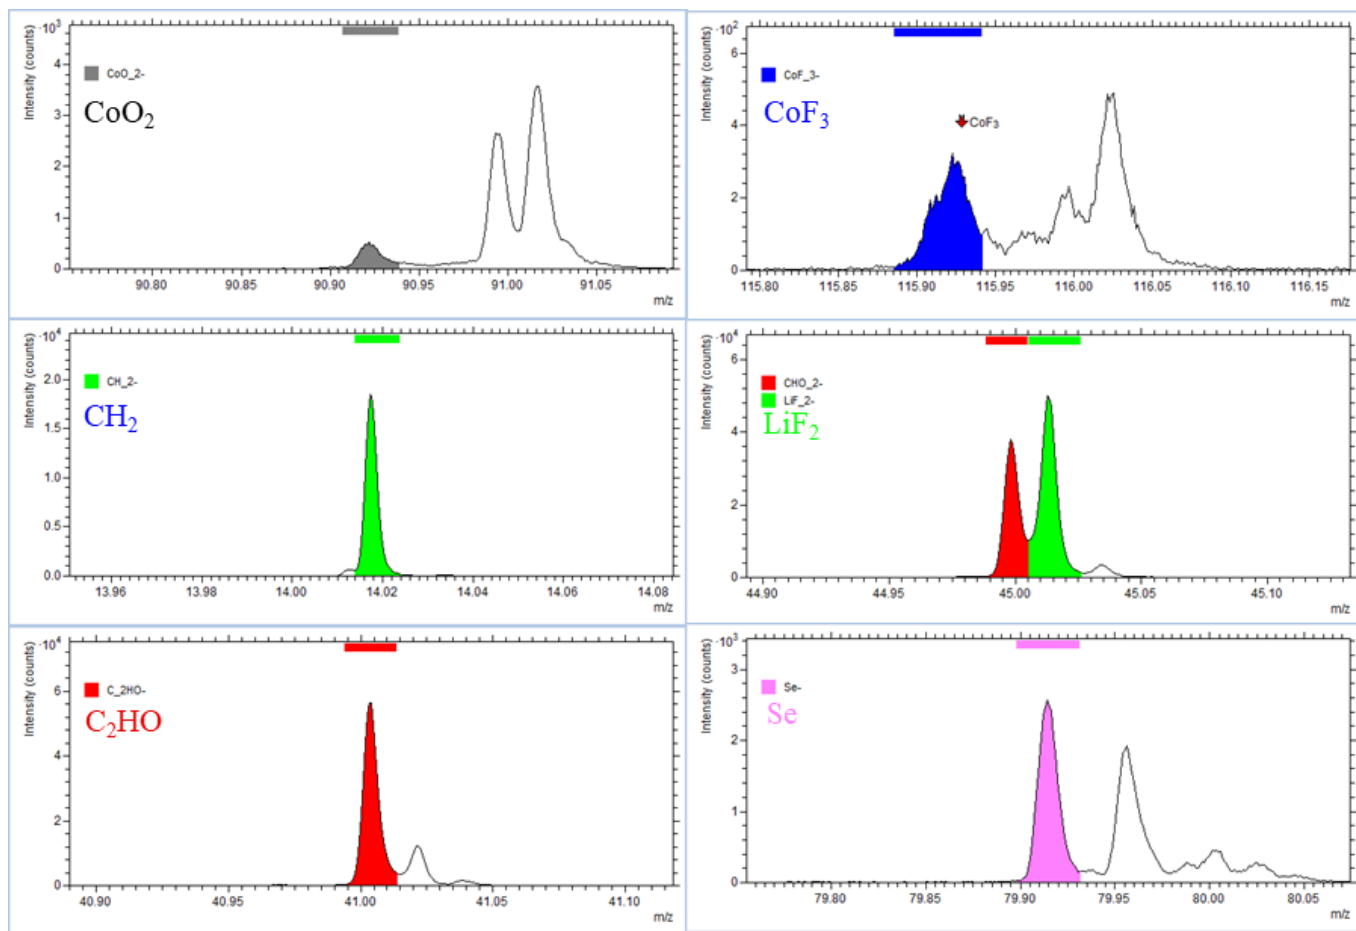 ·10³
Intensity (counts)
4
3
2
1
0
CoO_2-
CoO₂
90.80 90.85 90.90 90.95 91.00 91.05
m/z
·10²
Intensity (counts)
6
4
2
0
CoF_3-
CoF₃
CoF₃
115.80 115.85 115.90 115.95 116.00 116.05 116.10 116.15
m/z
·10⁴
Intensity (counts)
2.0
1.5
1.0
0.5
0.0
CH_2-
CH₂
13.96 13.98 14.00 14.02 14.04 14.06 14.08
m/z
·10⁴
Intensity (counts)
6
4
2
0
CHO_2-
LiF_2-
LiF₂
44.90 44.95 45.00 45.05 45.10
m/z
·10⁴
Intensity (counts)
6
4
2
0
C_2HO-
C₂HO
40.90 40.95 41.00 41.05 41.10
m/z
·10³
Intensity (counts)
3
2
1
0
Se-
Se
79.80 79.85 79.90 79.95 80.00 80.05
m/z